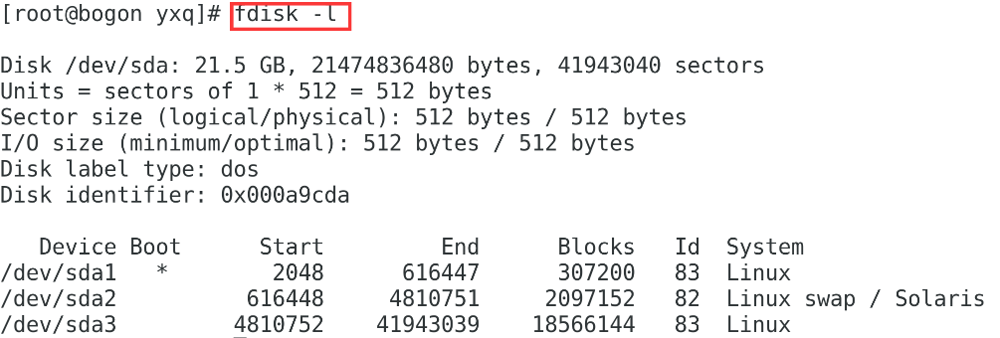 [root@bogon yxq]# fdisk -l
Disk /dev/sda: 21.5 GB, 21474836480 bytes, 41943040 sectors
Units = sectors of 1 * 512 = 512 bytes
Sector size (logical/physical): 512 bytes / 512 bytes
I/O size (minimum/optimal): 512 bytes / 512 bytes
Disk label type: dos
Disk identifier: 0x000a9cda
Device Boot Start End Blocks Id System
/dev/sda1 * 2048 616447 307200 83 Linux
/dev/sda2 616448 4810751 2097152 82 Linux swap / Solaris
/dev/sda3 4810752 41943039 18566144 83 Linux